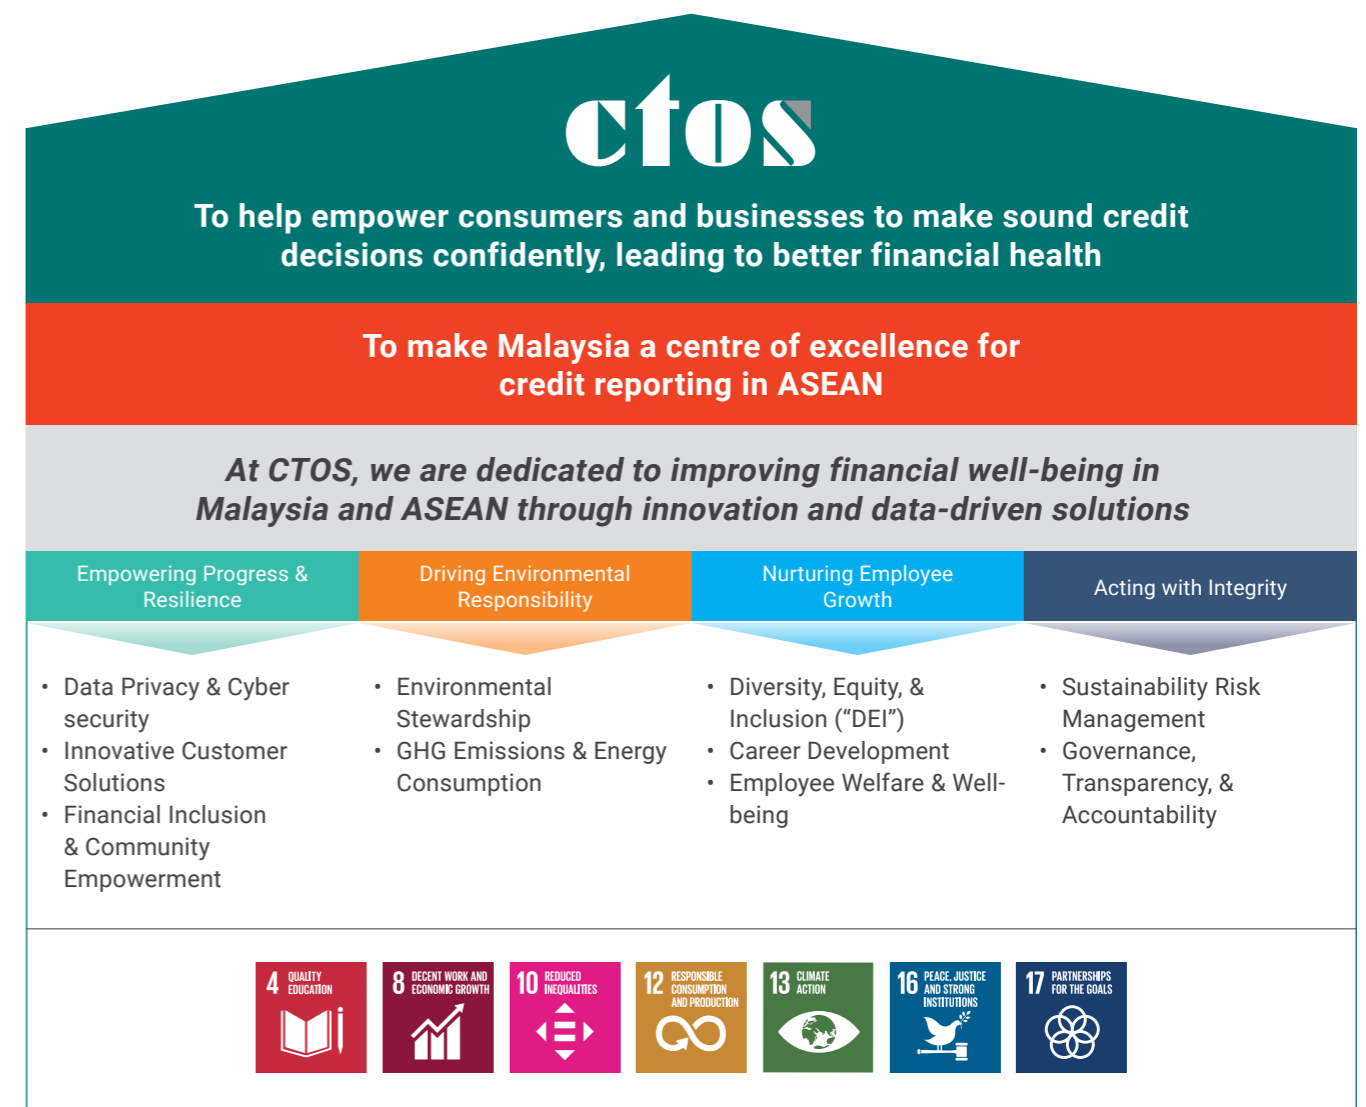 ctos
To help empower consumers and businesses to make sound credit
decisions confidently, leading to better financial health
To make Malaysia a centre of excellence for
credit reporting in ASEAN
At CTOS, we are dedicated to improving financial well-being in
Malaysia and ASEAN through innovation and data-driven solutions
Empowering Progress &
Resilience
• Data Privacy & Cyber
security
• Innovative Customer
Solutions
• Financial Inclusion
& Community
Empowerment
Driving Environmental
Responsibility
• Environmental
Stewardship
• GHG Emissions & Energy
Consumption
Nurturing Employee
Growth
• Diversity, Equity, &
Inclusion (“DEI”)
• Career Development
• Employee Welfare & Well-
being
Acting with Integrity
• Sustainability Risk
Management
• Governance,
Transparency, &
Accountability
4 QUALITY
EDUCATION
8 DECENT WORK AND
ECONOMIC GROWTH
10 REDUCED
INEQUALITIES
12 RESPONSIBLE
CONSUMPTION
AND PRODUCTION
13 CLIMATE
ACTION
16 PEACE, JUSTICE
AND STRONG
INSTITUTIONS
17 PARTNERSHIPS
FOR THE GOALS